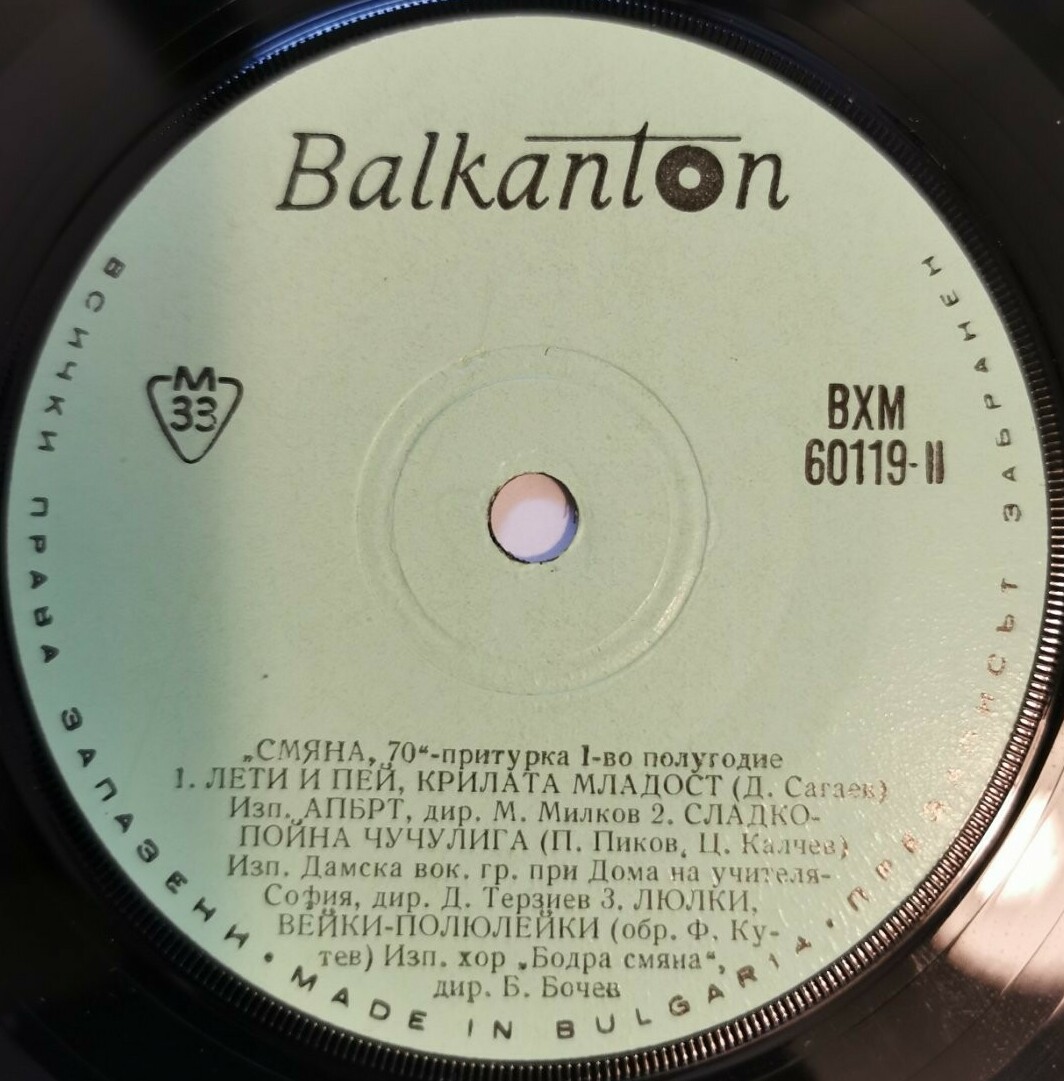 Balkanton
М
33
ВХМ
60119-II
„СМЯНА, 70“-притурка I-во полугодие
1. ЛЕТИ И ПЕЙ, КРИЛАТА МЛАДОСТ (Д. Сагаев)
Изп. АПБРТ, дир. М. Милков 2. СЛАДКО-
ПОЙНА ЧУЧУЛИГА (П. Пиков, Ц. Калчев)
Изп. Дамска вок. гр. при Дома на учителя-
София, дир. Д. Терзиев 3. ЛЮЛКИ,
ВЕЙКИ-ПОЛЮЛЕЙКИ (обр. Ф. Ку-
тев) Изп. хор „Бодра смяна“,
дир. Б. Бочев
ВСИЧКИ ПРАВА ЗАПАЗЕНИ • MADE IN BULGARIA • ПРЕЗАПИСЪТ ЗАБРАНЕН